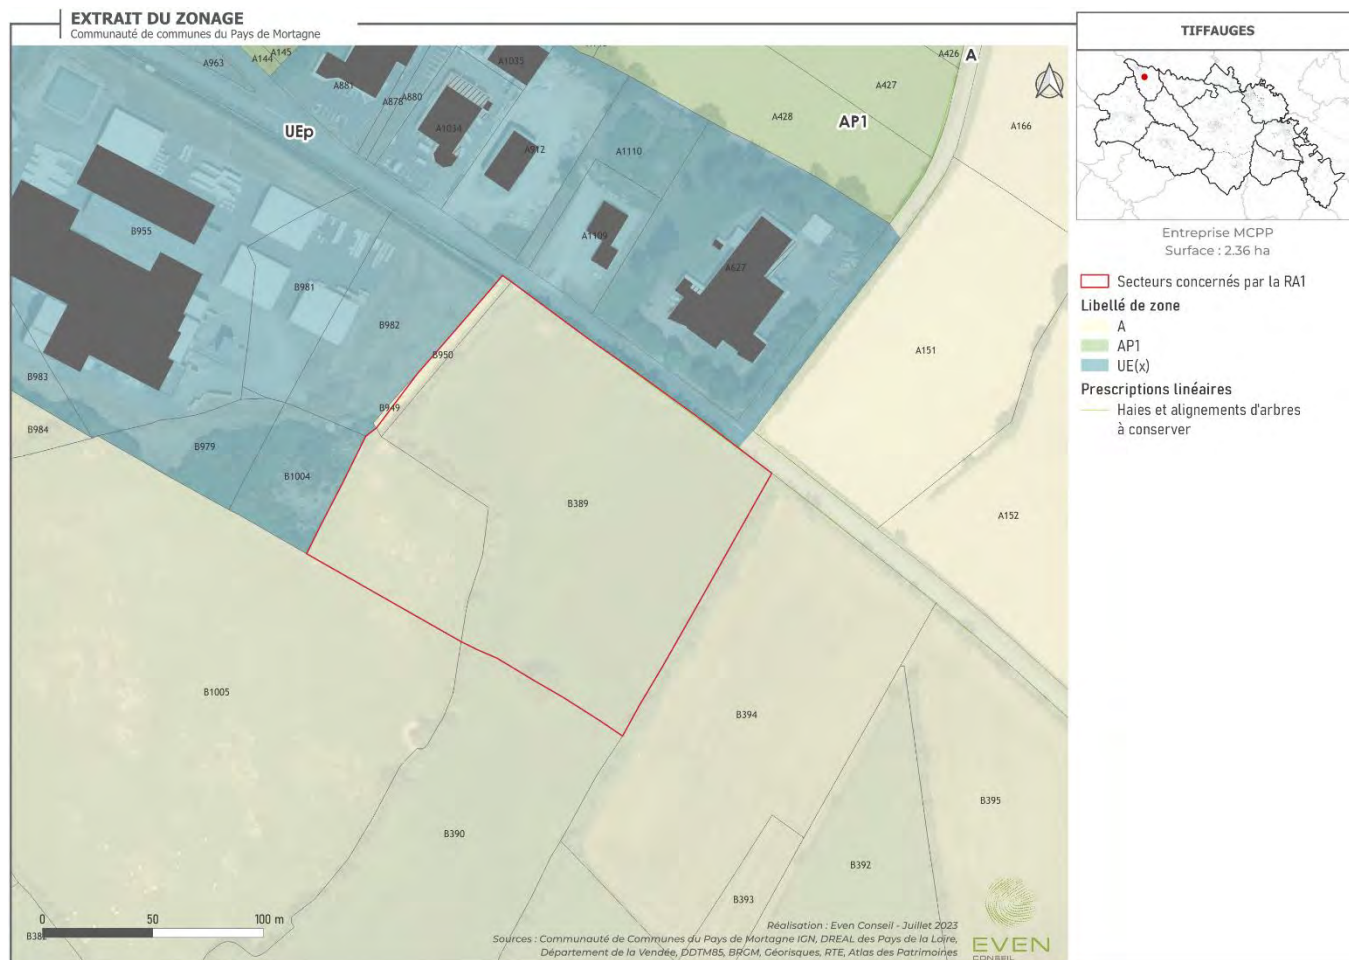 EXTRAIT DU ZONAGE
Communauté de communes du Pays de Mortagne
TIFFAUGES
Entreprise MCPP
Surface : 2.36 ha
Secteurs concernés par la RA1
Libellé de zone
A
AP1
UE(x)
Prescriptions linéaires
Haies et alignements d'arbres
à conserver
A963
A144
A145
A881
A878
A880
A1035
A1034
A912
A1110
A1109
A627
UEp
AP1
A
A426
A427
A428
A166
A151
A152
B955
B981
B982
B950
B949
B983
B984
B979
B1004
B389
B1005
B390
B394
B395
B392
B393
B382
0
50
100 m
Réalisation : Even Conseil - Juillet 2023
Sources : Communauté de Communes du Pays de Mortagne IGN, DREAL des Pays de la Loire,
Département de la Vendée, DDTM85, BRGM, Géorisques, RTE, Atlas des Patrimoines
EVEN
CONSEIL